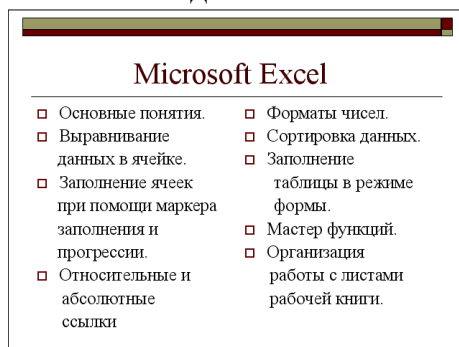 Microsoft Excel
Основные понятия.
Выравнивание
данных в ячейке.
Заполнение ячеек
при помощи маркера
заполнения и
прогрессии.
Относительные и
абсолютные
ссылки
Форматы чисел.
Сортировка данных.
Заполнение
таблицы в режиме
формы.
Мастер функций.
Организация
работы с листами
рабочей книги.